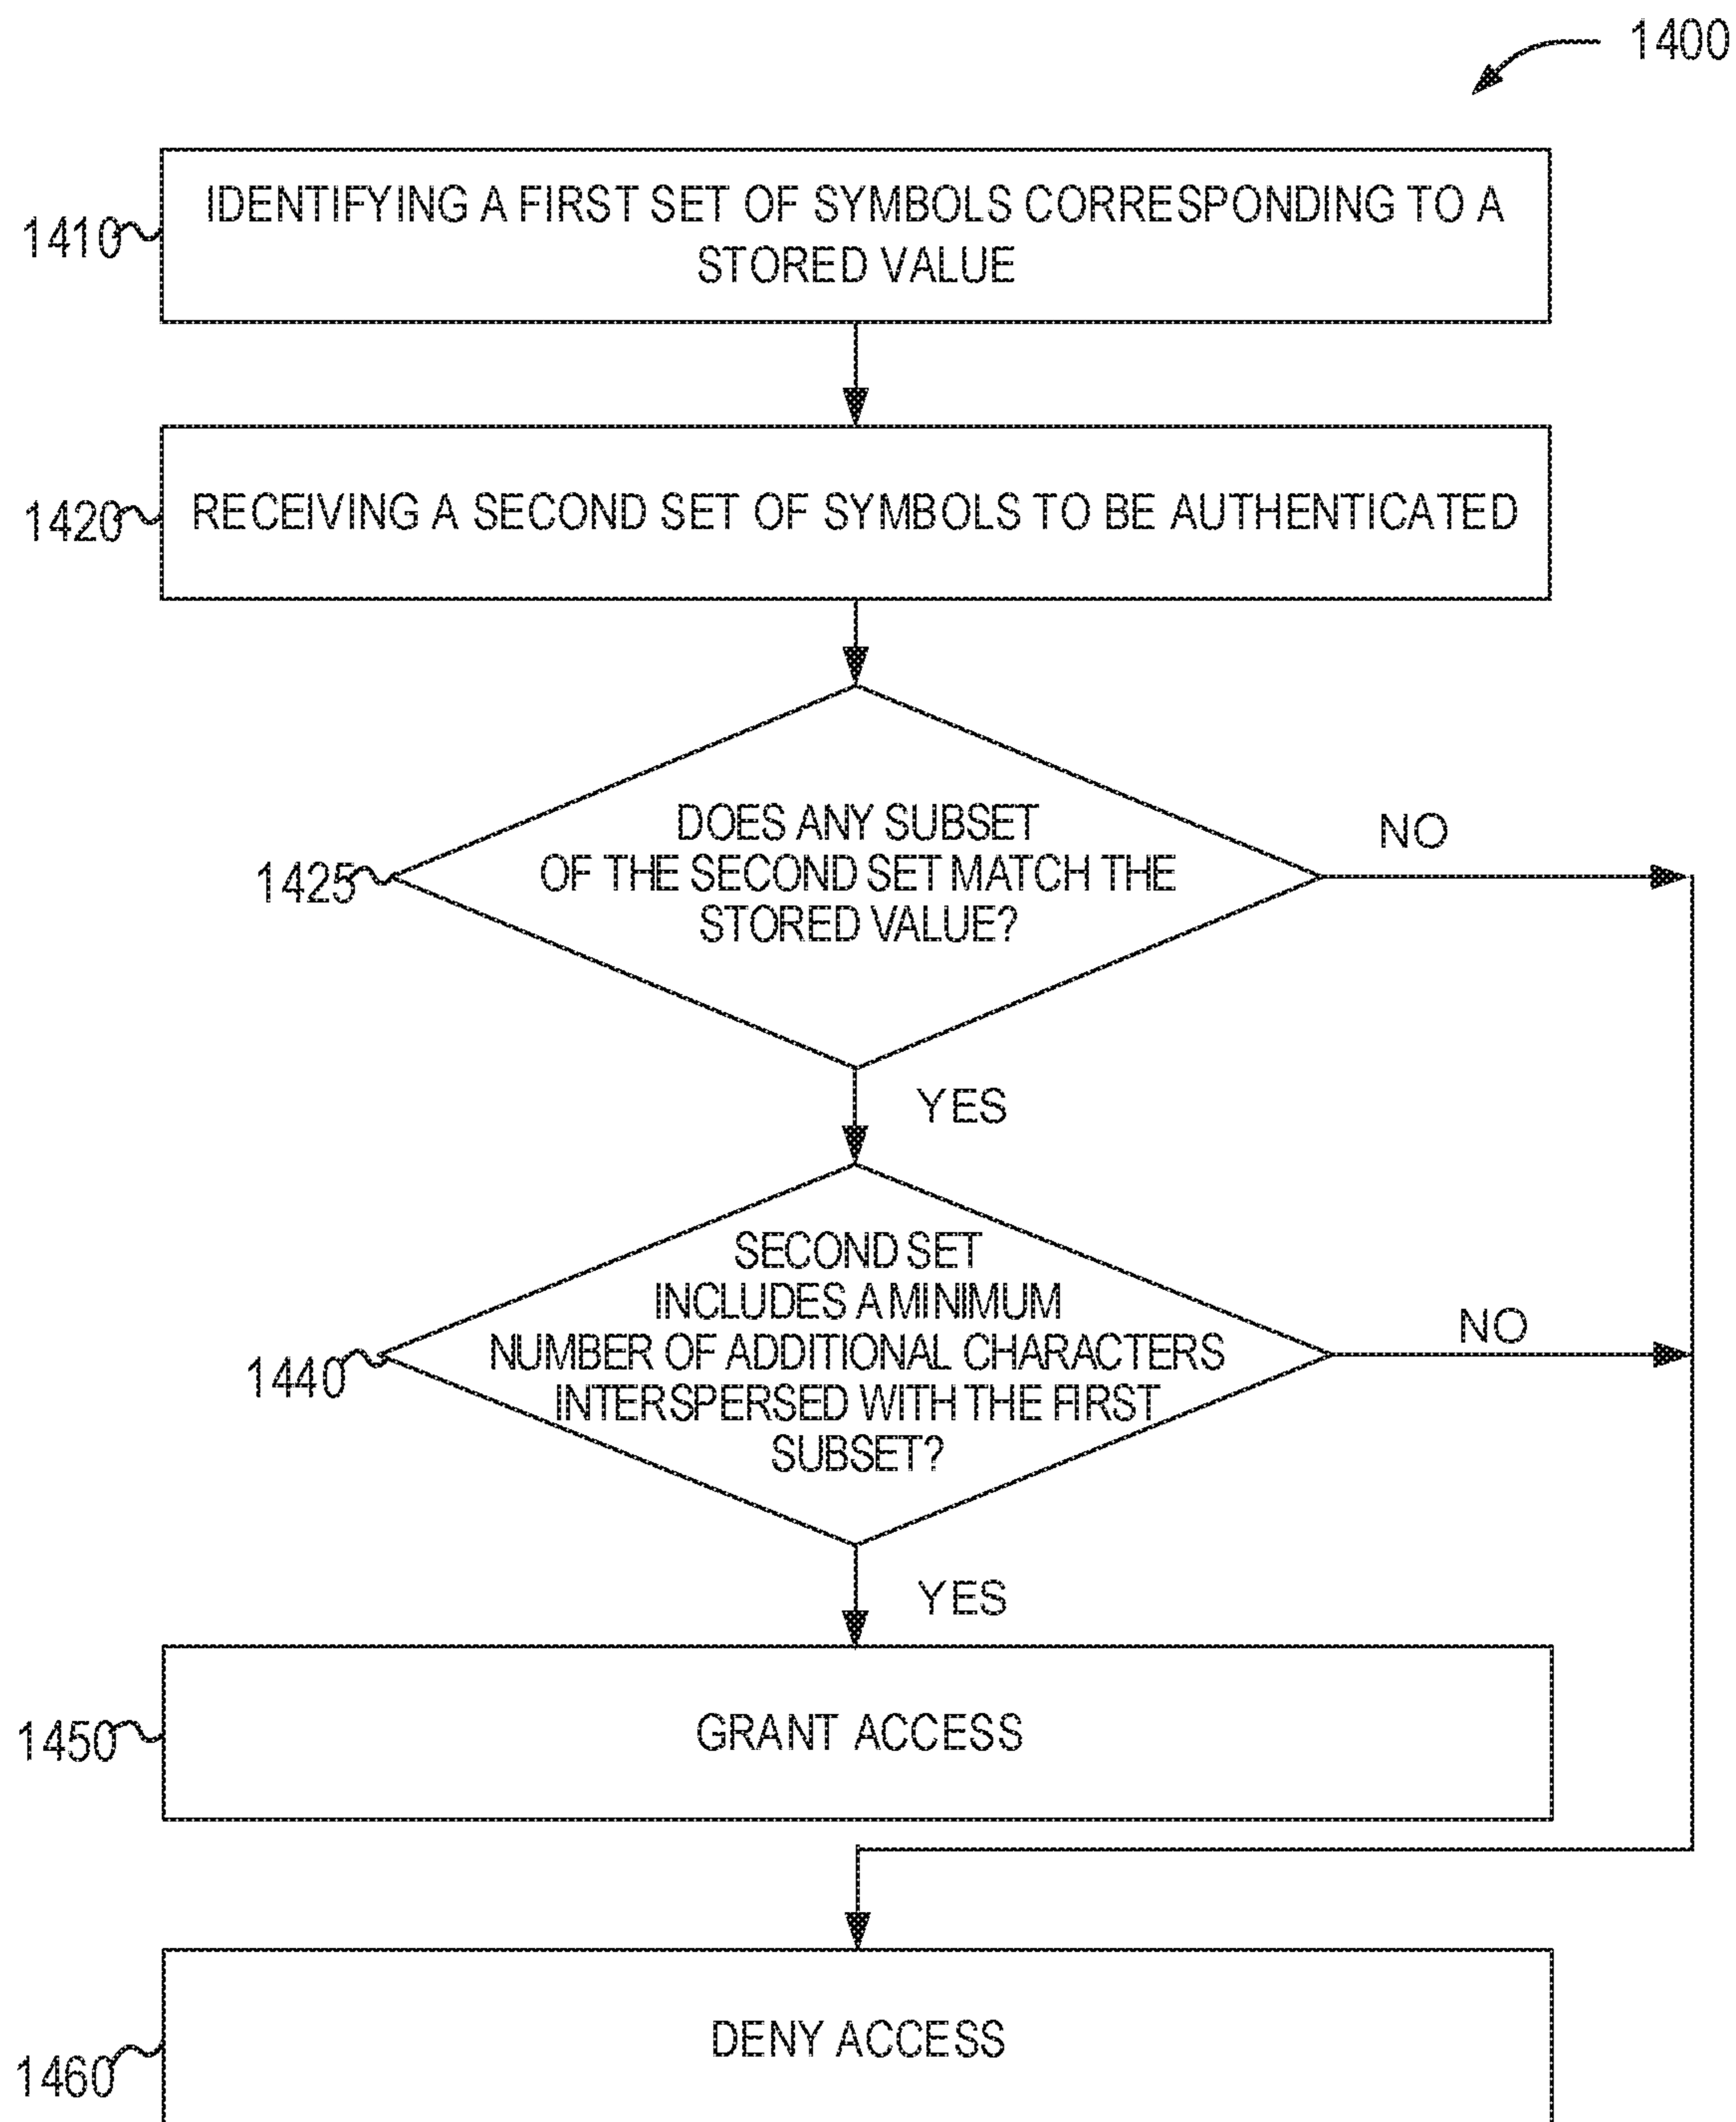 1400
1410
IDENTIFYING A FIRST SET OF SYMBOLS CORRESPONDING TO A
STORED VALUE
1420
RECEIVING A SECOND SET OF SYMBOLS TO BE AUTHENTICATED
1425
DOES ANY SUBSET
OF THE SECOND SET MATCH THE
STORED VALUE?
NO
YES
1440
SECOND SET
INCLUDES A MINIMUM
NUMBER OF ADDITIONAL CHARACTERS
INTERSPERSED WITH THE FIRST
SUBSET?
NO
YES
1450
GRANT ACCESS
1460
DENY ACCESS